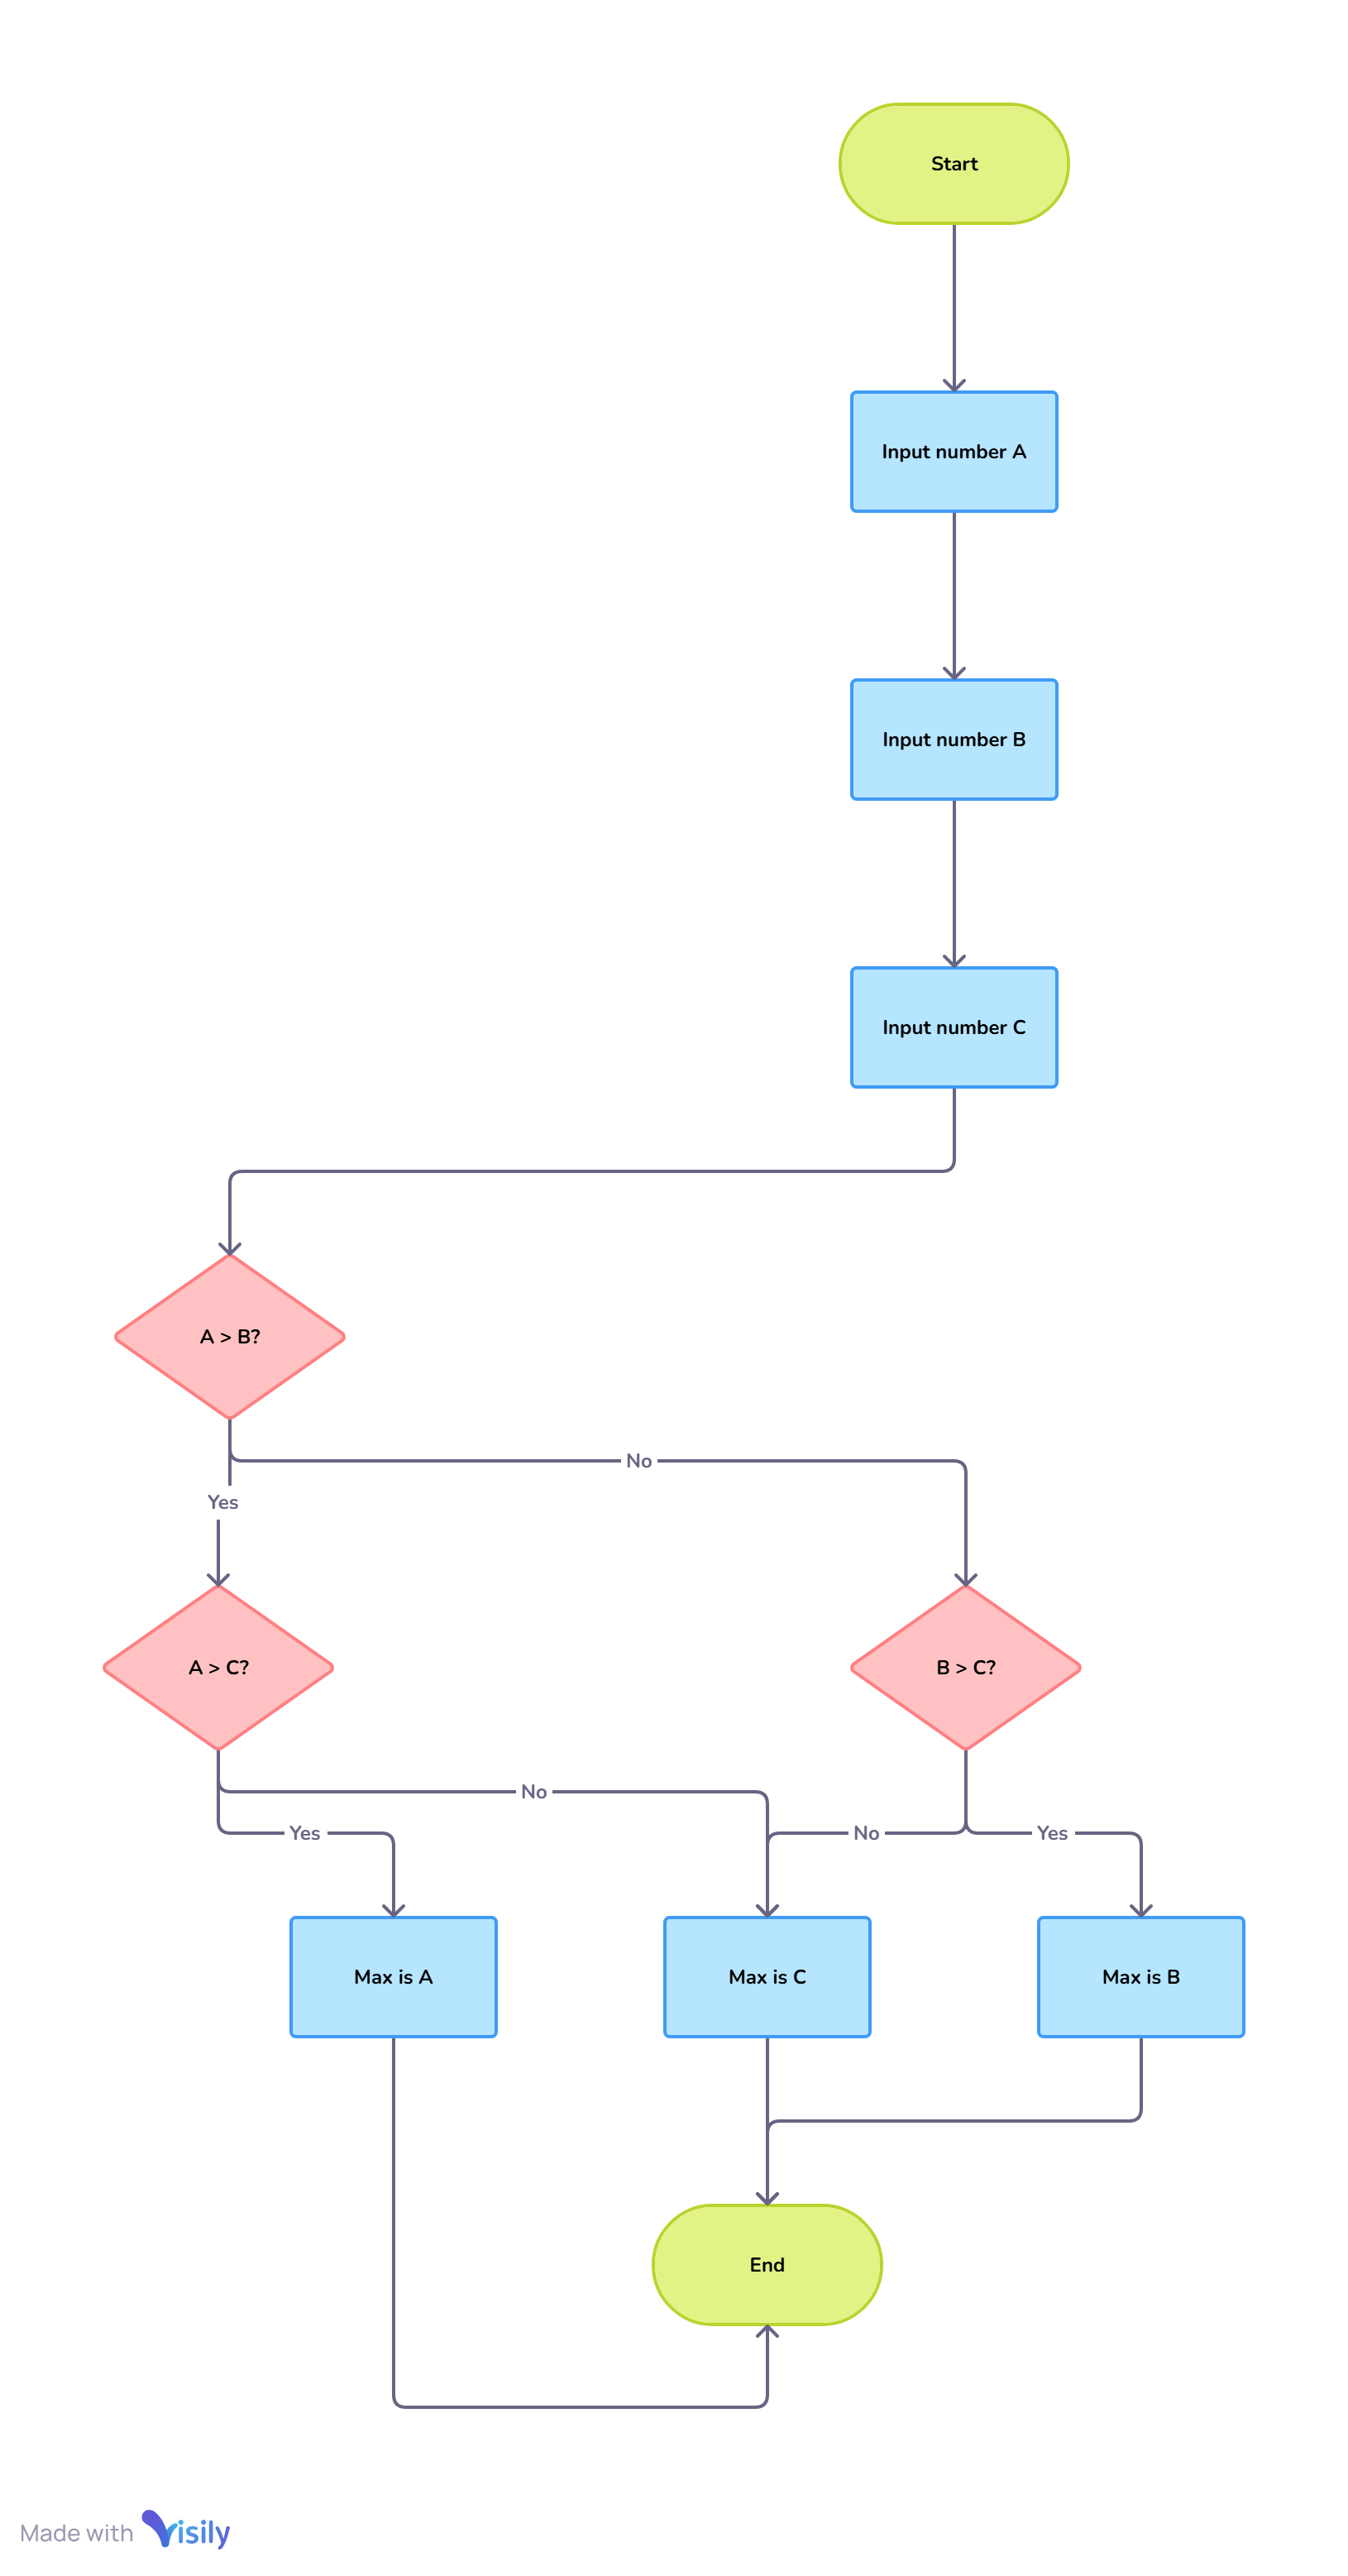 Start
Input number A
Input number B
Input number C
A > B?
No
Yes
A > C?
B > C?
No
Yes
No
Yes
Max is A
Max is C
Max is B
End
Made with Visily